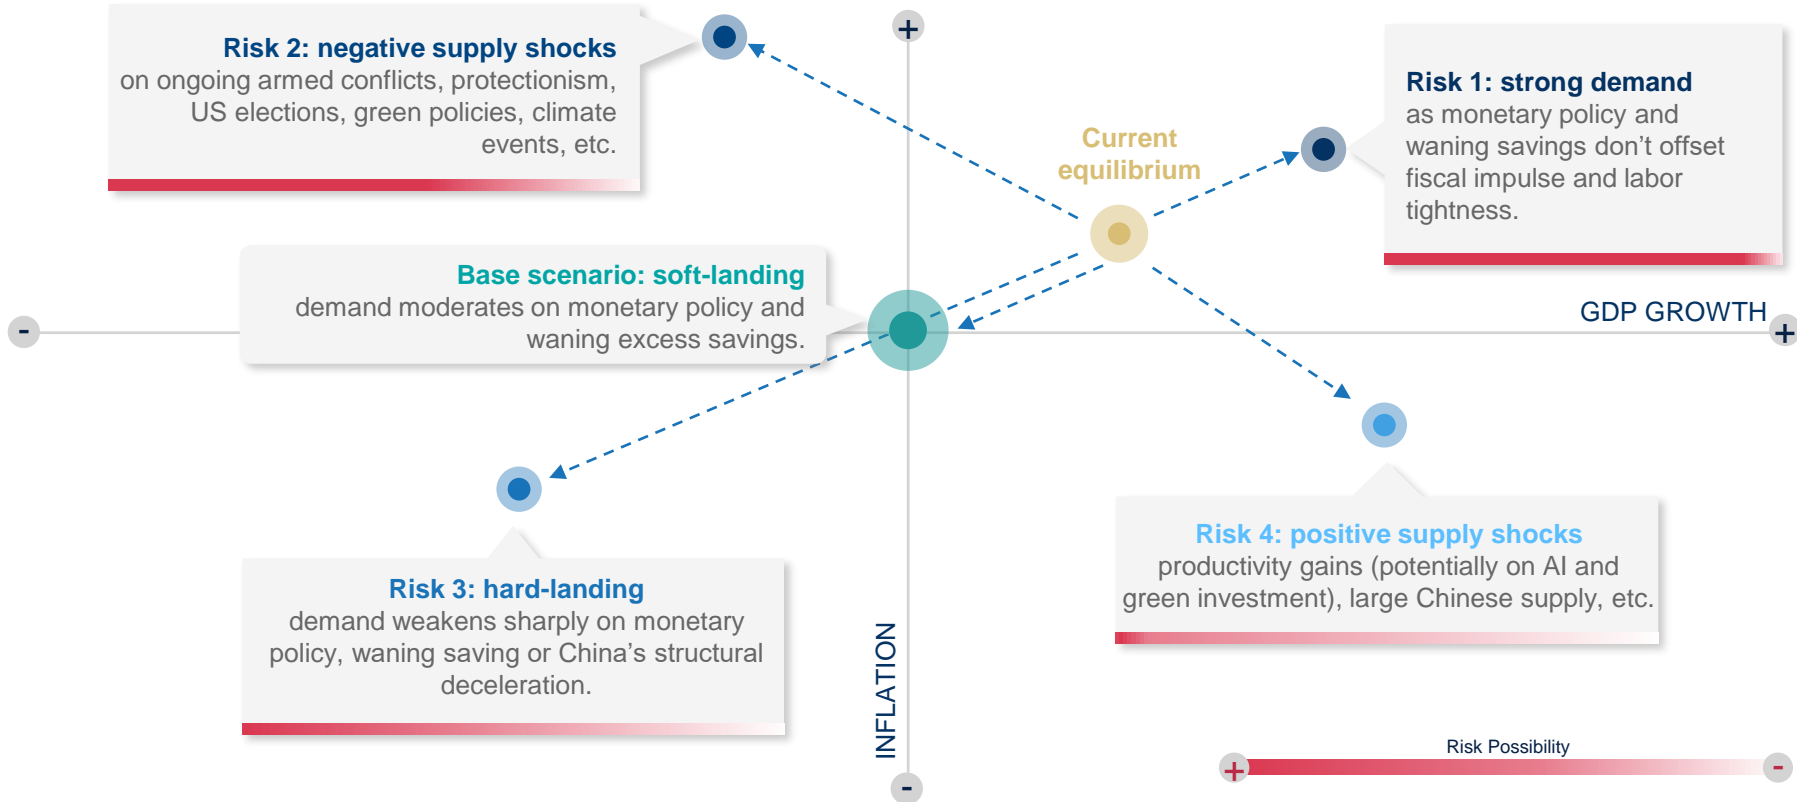 Risk 2: negative supply shocks
on ongoing armed conflicts, protectionism,
US elections, green policies, climate
events, etc.
+
Risk 1: strong demand
as monetary policy and
waning savings don’t offset
fiscal impulse and labor
tightness.
Current
equilibrium
Base scenario: soft-landing
demand moderates on monetary policy and
waning excess savings.
-
GDP GROWTH
+
Risk 3: hard-landing
demand weakens sharply on monetary
policy, waning saving or China’s structural
deceleration.
Risk 4: positive supply shocks
productivity gains (potentially on AI and
green investment), large Chinese supply, etc.
INFLATION
-
Risk Possibility
+
-